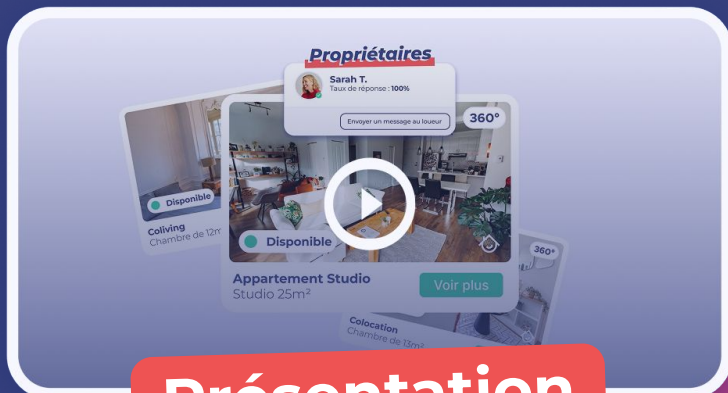 Propriétaires
Sarah T.
Taux de réponse : 100%
Envoyer un message au loueur
360°
Disponible
Coliving
Chambre de 12m
Disponible
Appartement Studio
Studio 25m²
Voir plus
360°
Colocation
Chambre de 13m²
Présentation